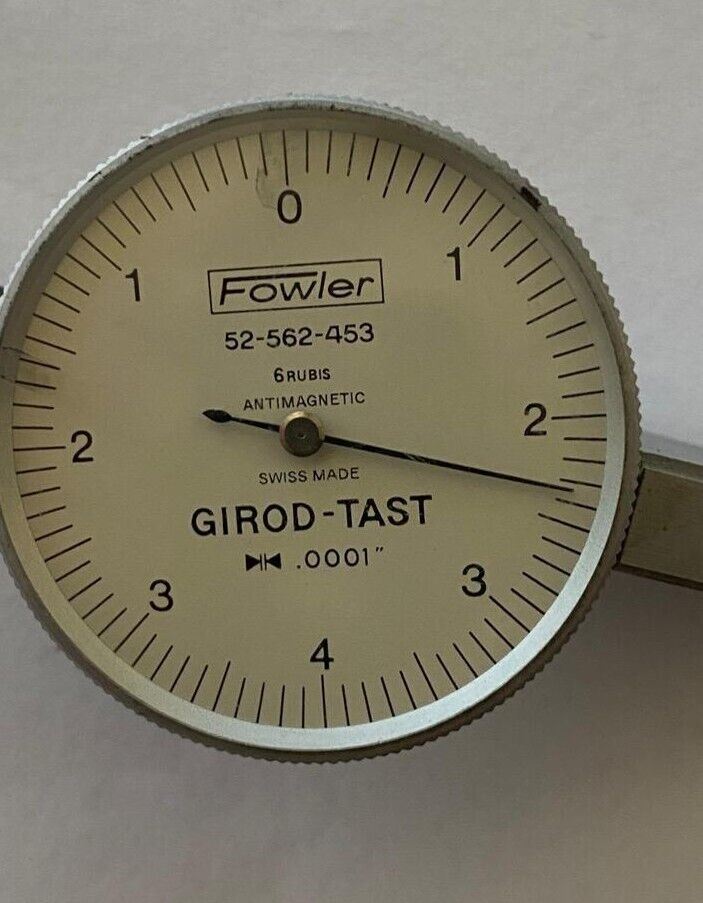 0
1 1
Fowler
52-562-453
6 RUBIS
ANTIMAGNETIC
2 2
SWISS MADE
GIROD-TAST
.0001"
3 3
4